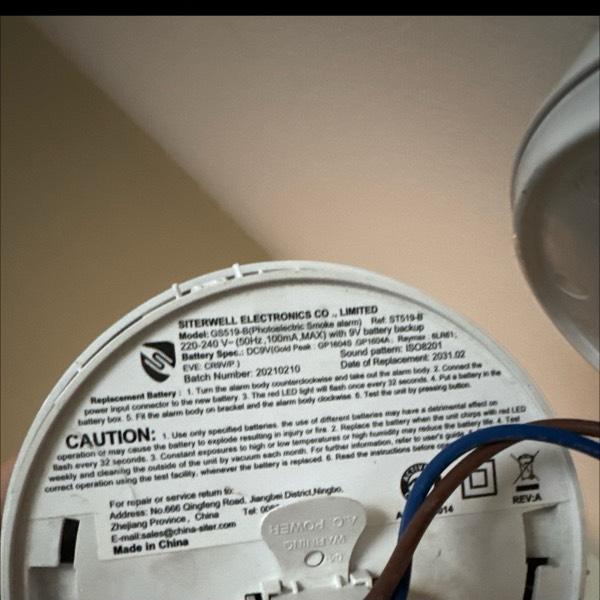 SITERWELL ELECTRONICS CO ., LIMITED
Model: GS519-B(Photoelectric Smoke alarm) Ref: ST519-B
220-240 V~ (50Hz,100mA,MAX) with 9V battery backup
Battery Spec.: DC9V(Gold Peak : GP1604S ,GP1604A ; Raymax : 6LR61;
EVE: CR9V/P.) Sound pattern: ISO8201
Batch Number: 20210210 Date of Replacement: 2031.02
Replacement Battery : 1. Turn the alarm body counterclockwise and take out the alarm body. 2. Connect the
power input connector to the new battery. 3. The red LED light will flash once every 32 seconds. 4. Put a battery in the
battery box. 5. Fit the alarm body on bracket and the alarm body clockwise. 6. Test the unit by pressing button.
CAUTION: 1. Use only specified batteries. the use of different batteries may have a detrimental effect on
operation or may cause the battery to explode resulting in injury or fire. 2. Replace the battery when the unit chirps with red LED
flash every 32 seconds. 3. Constant exposures to high or low temperatures or high humidity may reduce the battery life. 4. Test
weekly and cleaning the outside of the unit by vacuum each month. For further information, refer to user's guide
correct operation using the test facility, whenever the battery is replaced. 6. Read the instructions before
For repair or service return to:
Address: No.666 Qingfeng Road, Jiangbei District,Ningbo,
Zhejiang Province, China Tel:
E-mail:sales@china-siter.com
Made in China
WARNING
A.C. POWER
014
REV:A